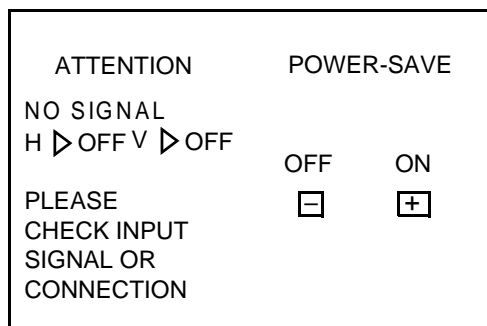 ATTENTION
NO SIGNAL
H ▷ OFF V ▷ OFF
PLEASE
CHECK INPUT
SIGNAL OR
CONNECTION
POWER-SAVE
OFF ON
− +